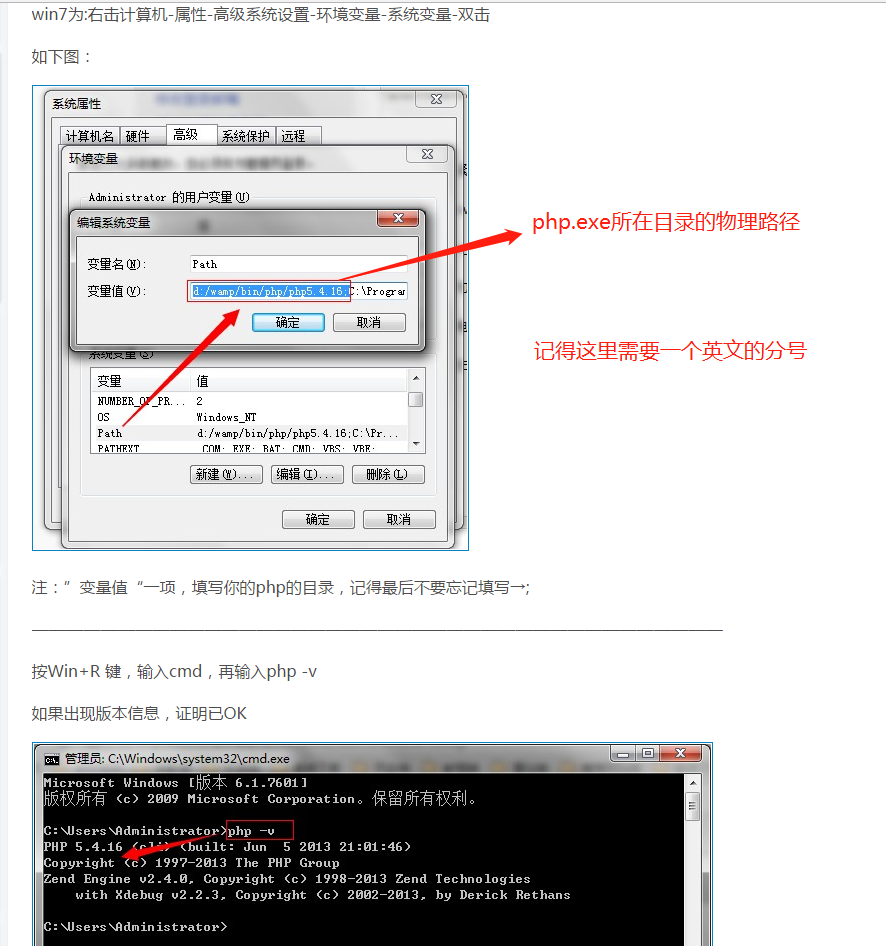 win7为:右击计算机-属性-高级系统设置-环境变量-系统变量-双击
如下图：
系统属性
计算机名 硬件 高级 系统保护 远程
环境变量
Administrator 的用户变量(U)
编辑系统变量
php.exe所在目录的物理路径
变量名(N): Path
变量值(V): d:/wamp/bin/php/php5.4.16;C:\Progra
确定 取消
记得这里需要一个英文的分号
系统变量(S)
变量 值
NUMBER_OF_PR... 2
OS Windows_NT
Path d:/wamp/bin/php/php5.4.16;C:\Pr...
PATHEXT .COM;.EXE;.BAT;.CMD;.VBS;.VBE;
新建(W)... 编辑(I)... 删除(L)
确定 取消
注：”变量值“一项，填写你的php的目录，记得最后不要忘记填写→;
按Win+R 键，输入cmd，再输入php -v
如果出现版本信息，证明已OK
管理员: C:\Windows\system32\cmd.exe
Microsoft Windows [版本 6.1.7601]
版权所有 (c) 2009 Microsoft Corporation。保留所有权利。
C:\Users\Administrator>php -v
PHP 5.4.16 (cli) (built: Jun  5 2013 21:01:46)
Copyright (c) 1997-2013 The PHP Group
Zend Engine v2.4.0, Copyright (c) 1998-2013 Zend Technologies
with Xdebug v2.2.3, Copyright (c) 2002-2013, by Derick Rethans
C:\Users\Administrator>